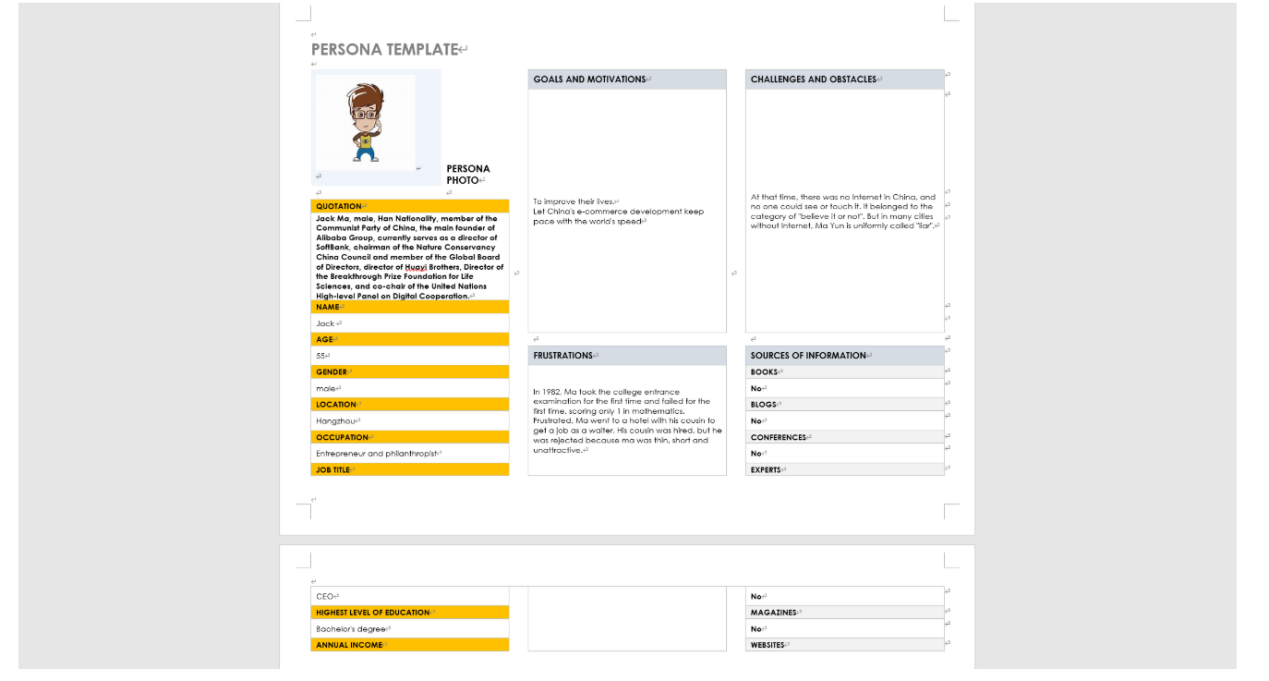 PERSONA TEMPLATE
PERSONA
PHOTO
QUOTATION
Jack Ma, male, Han Nationality, member of the
Communist Party of China, the main founder of
Alibaba Group, currently serves as a director of
SoftBank, chairman of the Nature Conservancy
China Council and member of the Global Board
of Directors, director of Huayi Brothers, Director of
the Breakthrough Prize Foundation for Life
Sciences, and co-chair of the United Nations
High-level Panel on Digital Cooperation.
NAME
Jack
AGE
55
GENDER
male
LOCATION
Hangzhou
OCCUPATION
Entrepreneur and philanthropist
JOB TITLE
GOALS AND MOTIVATIONS
To improve their lives.
Let China's e-commerce development keep
pace with the world's speed
FRUSTRATIONS
In 1982, Ma took the college entrance
examination for the first time and failed for the
first time, scoring only 1 in mathematics.
Frustrated, Ma went to a hotel with his cousin to
get a job as a waiter. His cousin was hired, but he
was rejected because ma was thin, short and
unattractive.
CHALLENGES AND OBSTACLES
At that time, there was no Internet in China, and
no one could see or touch it. It belonged to the
category of "believe it or not". But in many cities
without Internet, Ma Yun is uniformly called "liar".
SOURCES OF INFORMATION
BOOKS
No
BLOGS
No
CONFERENCES
No
EXPERTS
CEO
HIGHEST LEVEL OF EDUCATION
Bachelor's degree
ANNUAL INCOME
No
MAGAZINES
No
WEBSITES